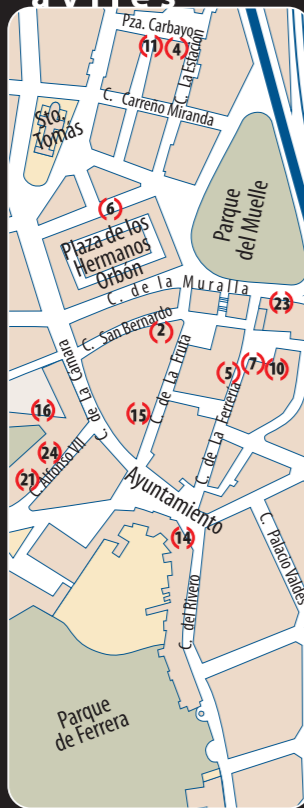 avilés
Pza. Carbayo
(11)
(4)
C. La Estación
C. Carreño Miranda
Sto.
Tomás
Parque
del Muelle
(6)
Plaza de los
Hermanos
Orbon
C. de la Muralla
(23)
C. San Bernardo
(2)
C. de La Cámara
C. de La Fruta
(5)
(7)
(10)
C. de La Ferrería
(16)
(15)
(24)
(21)
C. Alfonso VII
Ayuntamiento
(14)
C. Palacio Valdés
C. del Rivero
Parque
de Ferrera